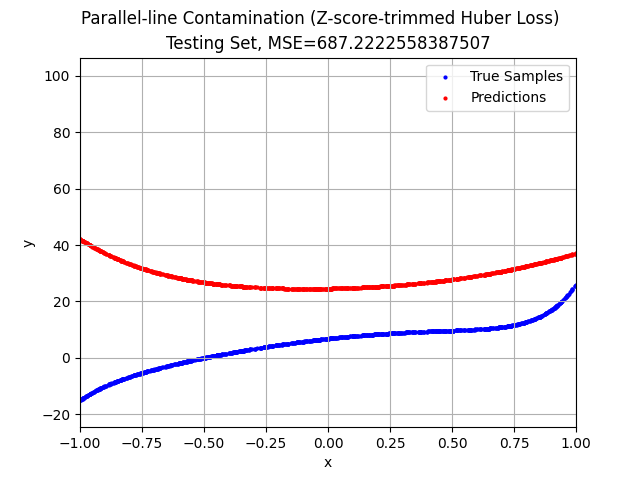 Parallel-line Contamination (Z-score-trimmed Huber Loss)
Testing Set, MSE=687.2222558387507
True Samples
Predictions
100
80
60
40
20
0
−20
y
−1.00 −0.75 −0.50 −0.25 0.00 0.25 0.50 0.75 1.00
x